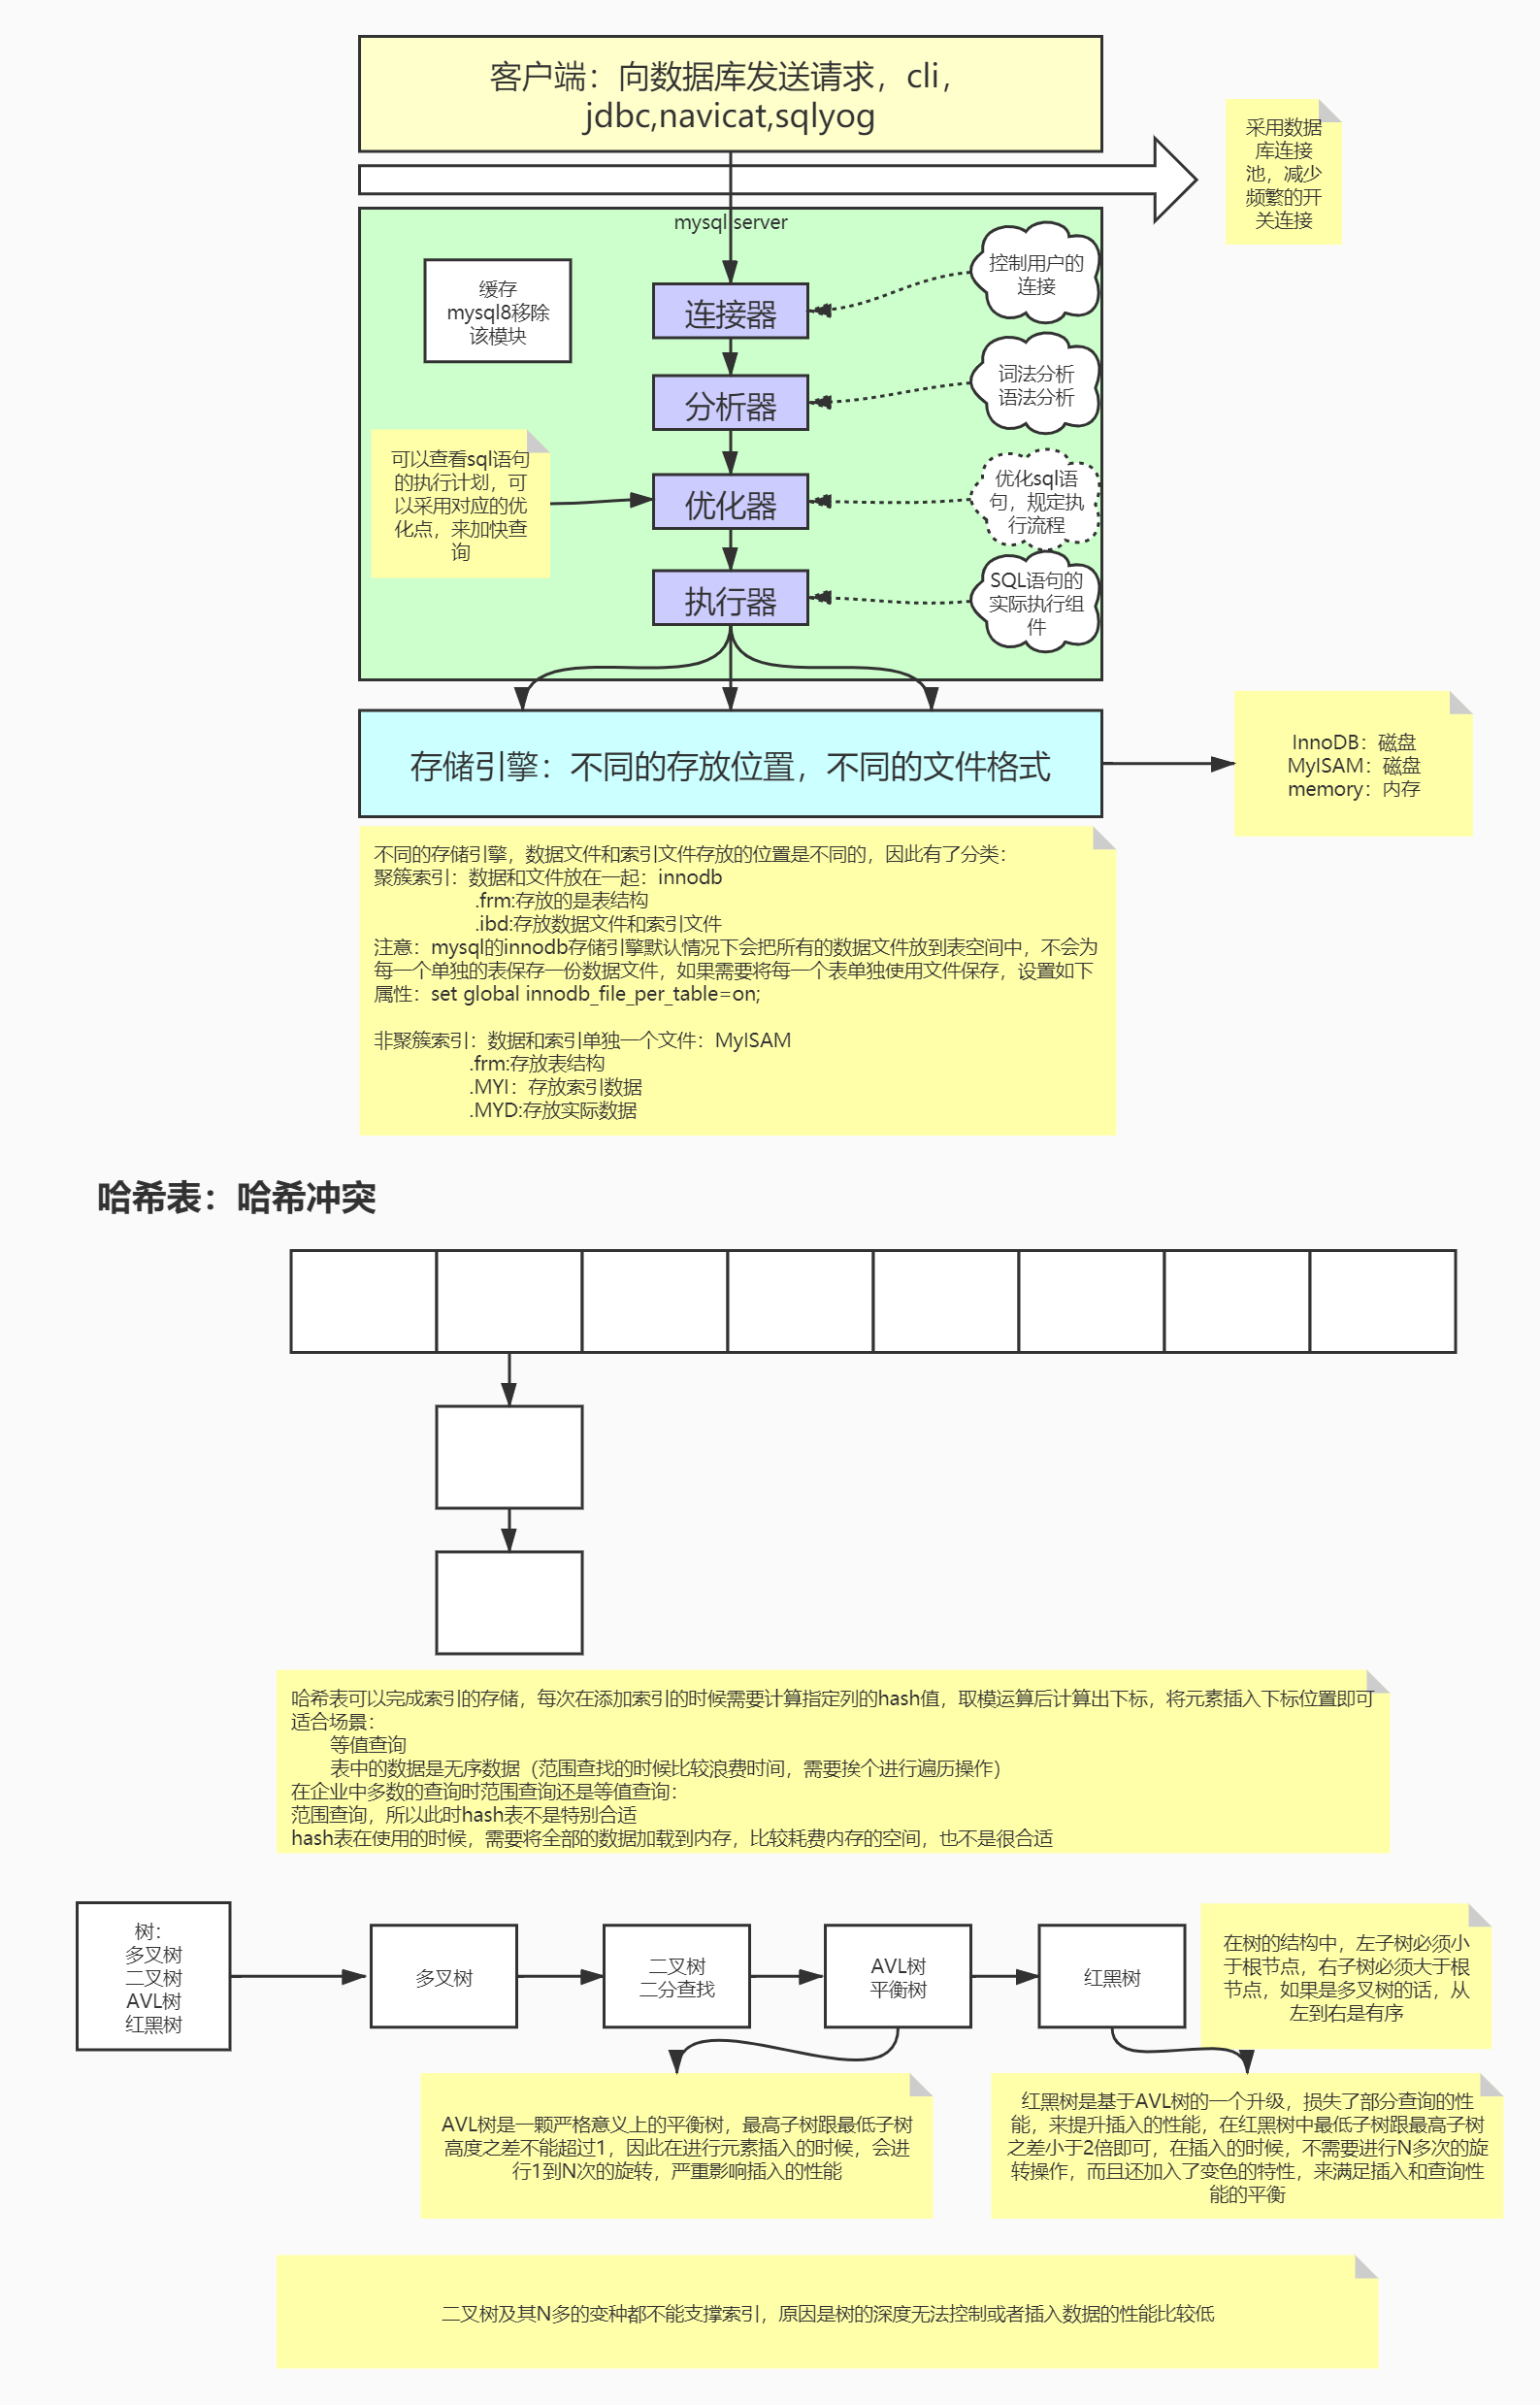 客户端：向数据库发送请求，cli，
jdbc,navicat,sqlyog
采用数据
库连接
池，减少
频繁的开
关连接
mysql server
缓存
mysql8移除
该模块
连接器
控制用户的
连接
分析器
词法分析
语法分析
可以查看sql语句
的执行计划，可
以采用对应的优
化点，来加快查
询
优化器
优化sql语
句，规定执
行流程
执行器
SQL语句的
实际执行组
件
存储引擎：不同的存放位置，不同的文件格式
InnoDB：磁盘
MyISAM：磁盘
memory：内存
不同的存储引擎，数据文件和索引文件存放的位置是不同的，因此有了分类：
聚簇索引：数据和文件放在一起：innodb
.frm:存放的是表结构
.ibd:存放数据文件和索引文件
注意：mysql的innodb存储引擎默认情况下会把所有的数据文件放到表空间中，不会为
每一个单独的表保存一份数据文件，如果需要将每一个表单独使用文件保存，设置如下
属性：set global innodb_file_per_table=on;
非聚簇索引：数据和索引单独一个文件：MyISAM
.frm:存放表结构
.MYI：存放索引数据
.MYD:存放实际数据
哈希表：哈希冲突
哈希表可以完成索引的存储，每次在添加索引的时候需要计算指定列的hash值，取模运算后计算出下标，将元素插入下标位置即可
适合场景：
等值查询
表中的数据是无序数据（范围查找的时候比较浪费时间，需要挨个进行遍历操作）
在企业中多数的查询时范围查询还是等值查询：
范围查询，所以此时hash表不是特别合适
hash表在使用的时候，需要将全部的数据加载到内存，比较耗费内存的空间，也不是很合适
树：
多叉树
二叉树
AVL树
红黑树
多叉树
二叉树
二分查找
AVL树
平衡树
红黑树
在树的结构中，左子树必须小
于根节点，右子树必须大于根
节点，如果是多叉树的话，从
左到右是有序
AVL树是一颗严格意义上的平衡树，最高子树跟最低子树
高度之差不能超过1，因此在进行元素插入的时候，会进
行1到N次的旋转，严重影响插入的性能
红黑树是基于AVL树的一个升级，损失了部分查询的性
能，来提升插入的性能，在红黑树中最低子树跟最高子树
之差小于2倍即可，在插入的时候，不需要进行N多次的旋
转操作，而且还加入了变色的特性，来满足插入和查询性
能的平衡
二叉树及其N多的变种都不能支撑索引，原因是树的深度无法控制或者插入数据的性能比较低